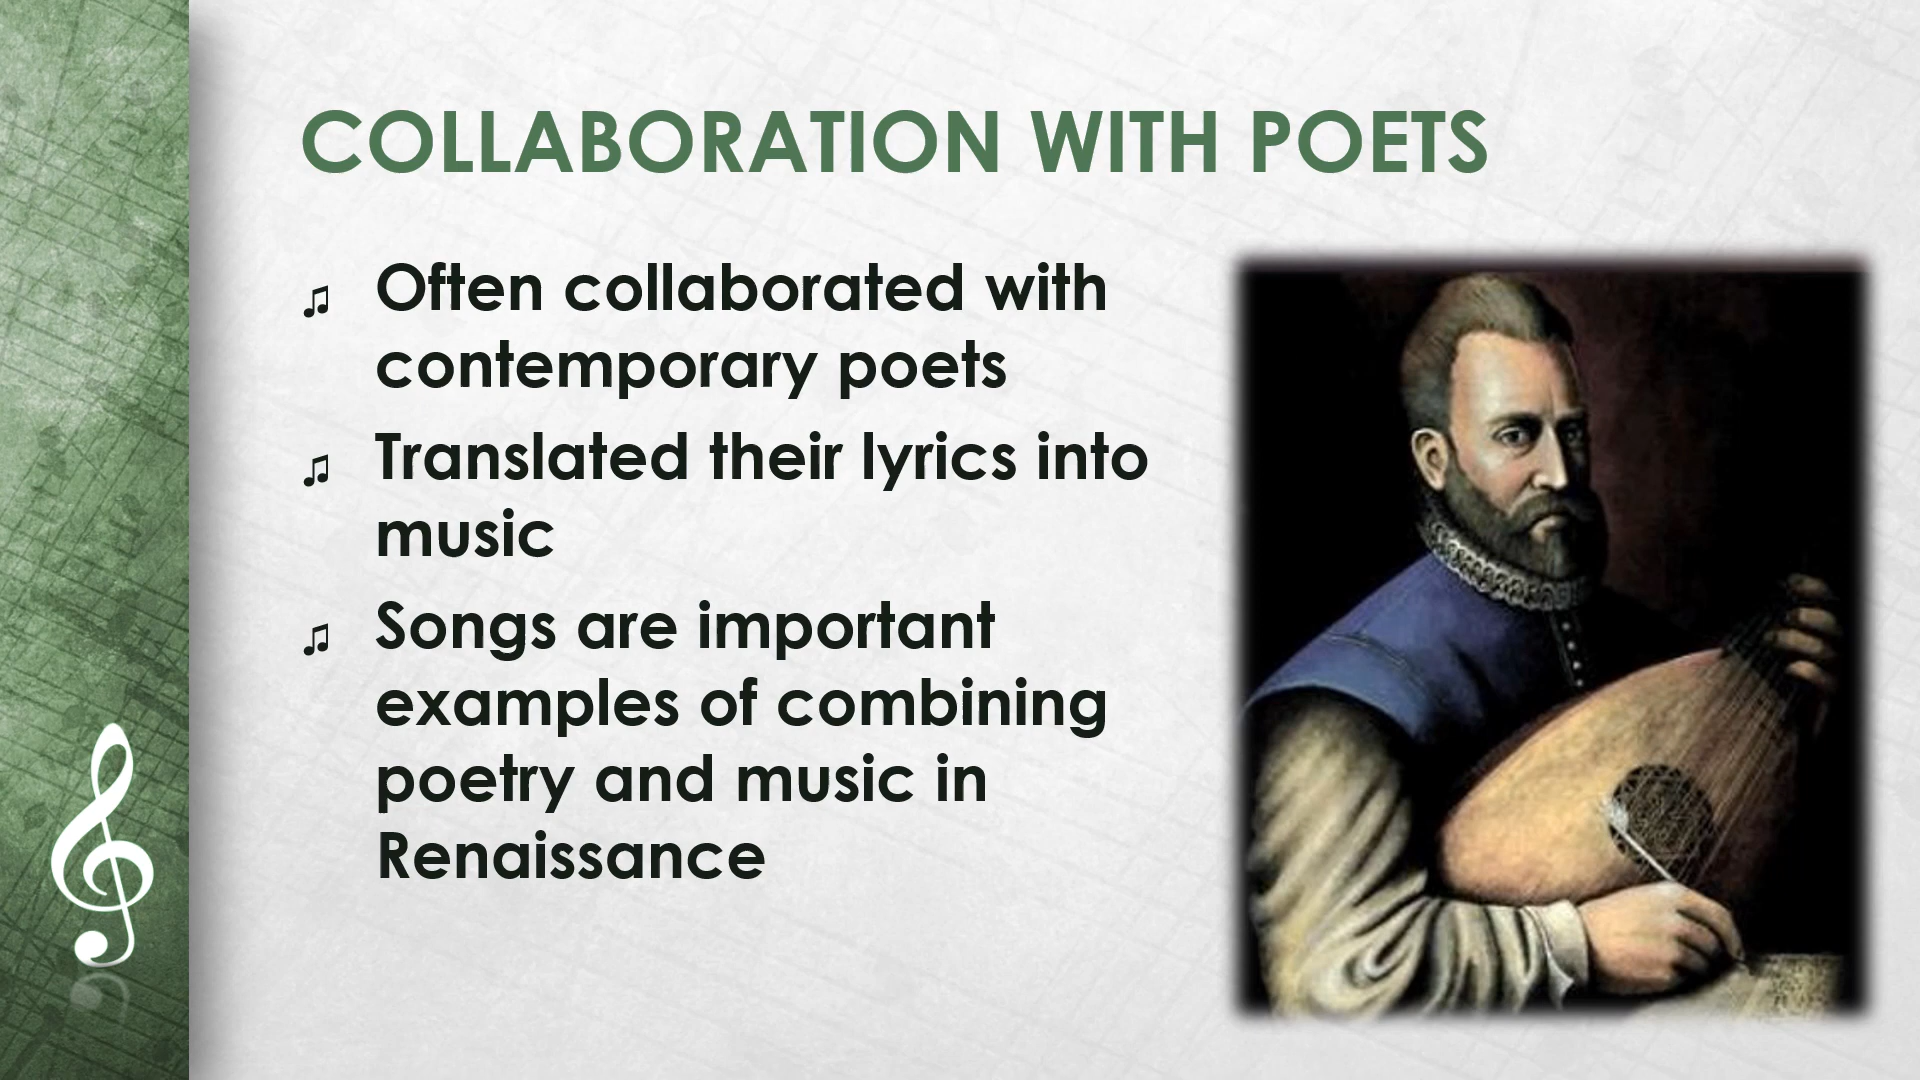 COLLABORATION WITH POETS
♫ Often collaborated with
contemporary poets
♫ Translated their lyrics into
music
♫ Songs are important
examples of combining
poetry and music in
Renaissance